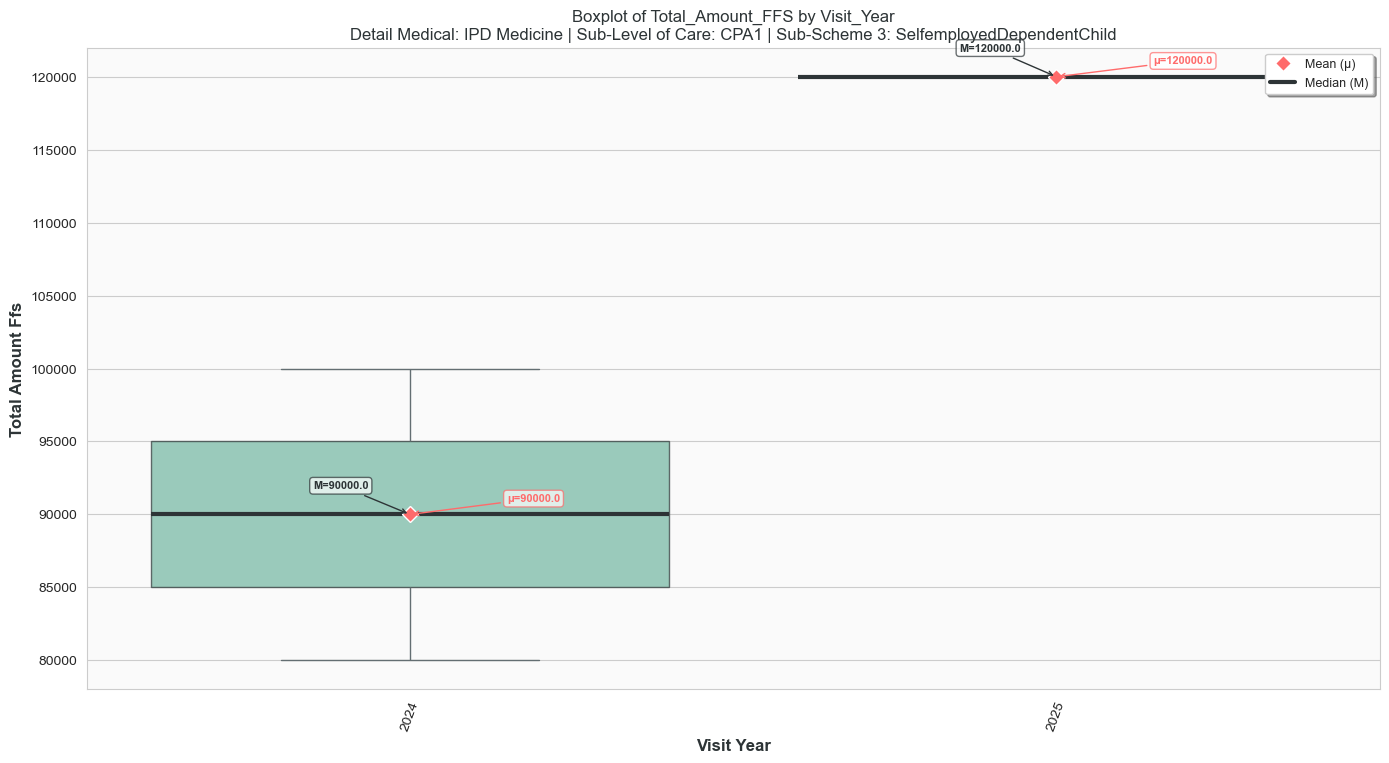 Boxplot of Total_Amount_FFS by Visit_Year
Detail Medical: IPD Medicine | Sub-Level of Care: CPA1 | Sub-Scheme 3: SelfemployedDependentChild
M=120000.0
μ=120000.0
Mean (μ)
Median (M)
120000
115000
110000
105000
100000
95000
90000
85000
80000
Total Amount Ffs
M=90000.0
μ=90000.0
2024
2025
Visit Year